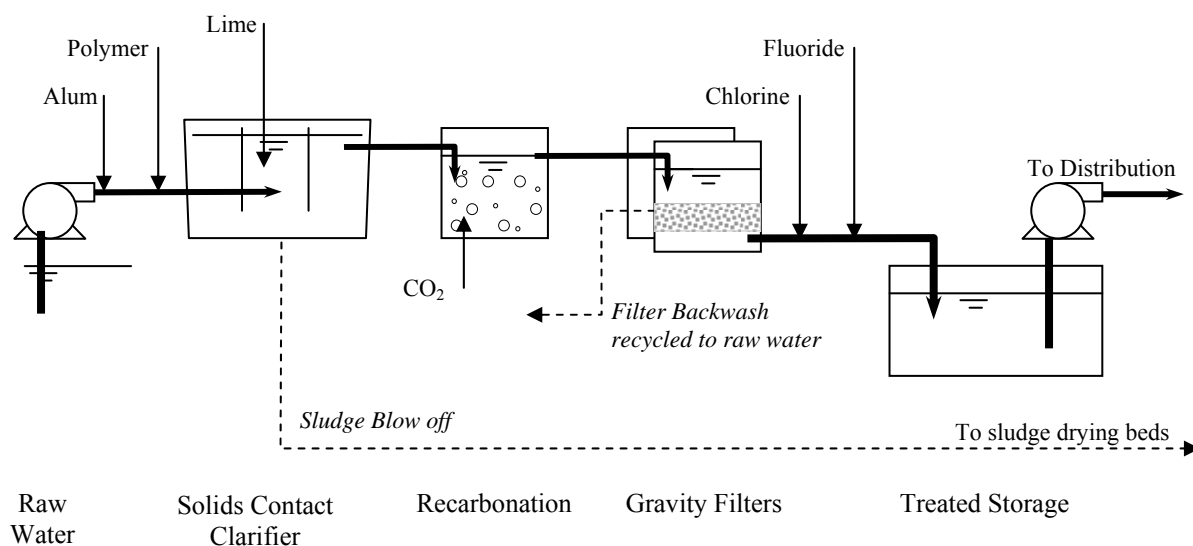 Lime
Polymer
Fluoride
Alum
Chlorine
To Distribution
CO₂
Filter Backwash
recycled to raw water
Sludge Blow off
To sludge drying beds
Raw
Water
Solids Contact
Clarifier
Recarbonation
Gravity Filters
Treated Storage